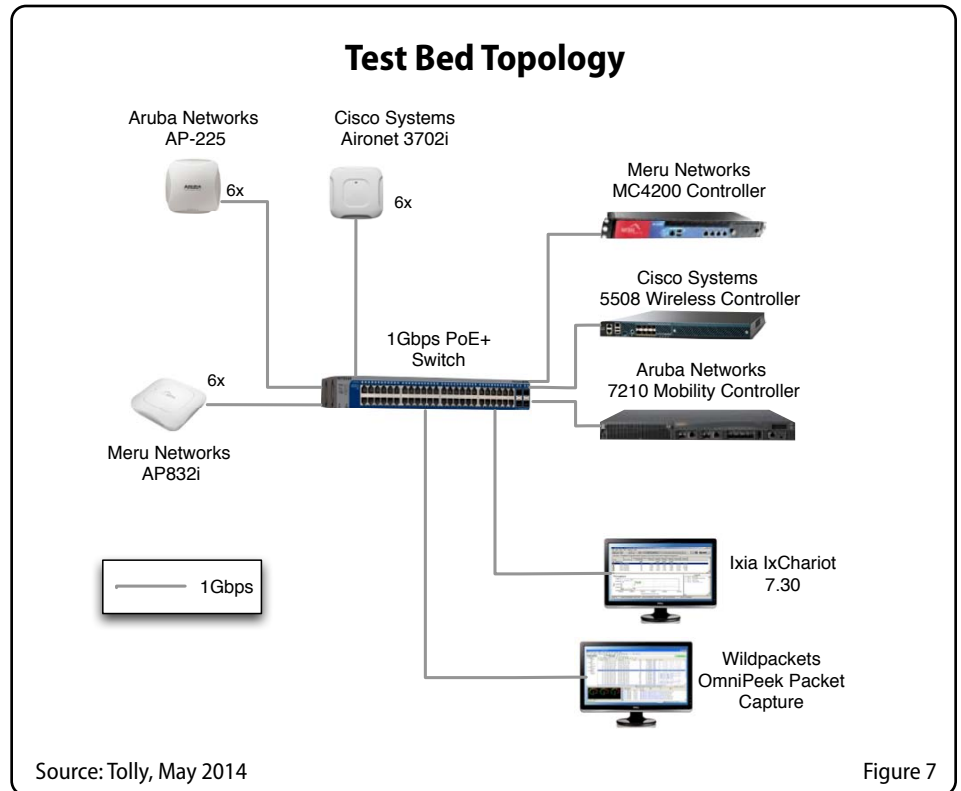 Test Bed Topology
Aruba Networks
AP-225
6x
Cisco Systems
Aironet 3702i
6x
Meru Networks
MC4200 Controller
Cisco Systems
5508 Wireless Controller
1Gbps PoE+
Switch
Aruba Networks
7210 Mobility Controller
6x
Meru Networks
AP832i
1Gbps
Ixia IxChariot
7.30
Wildpackets
OmniPeek Packet
Capture
Source: Tolly, May 2014
Figure 7